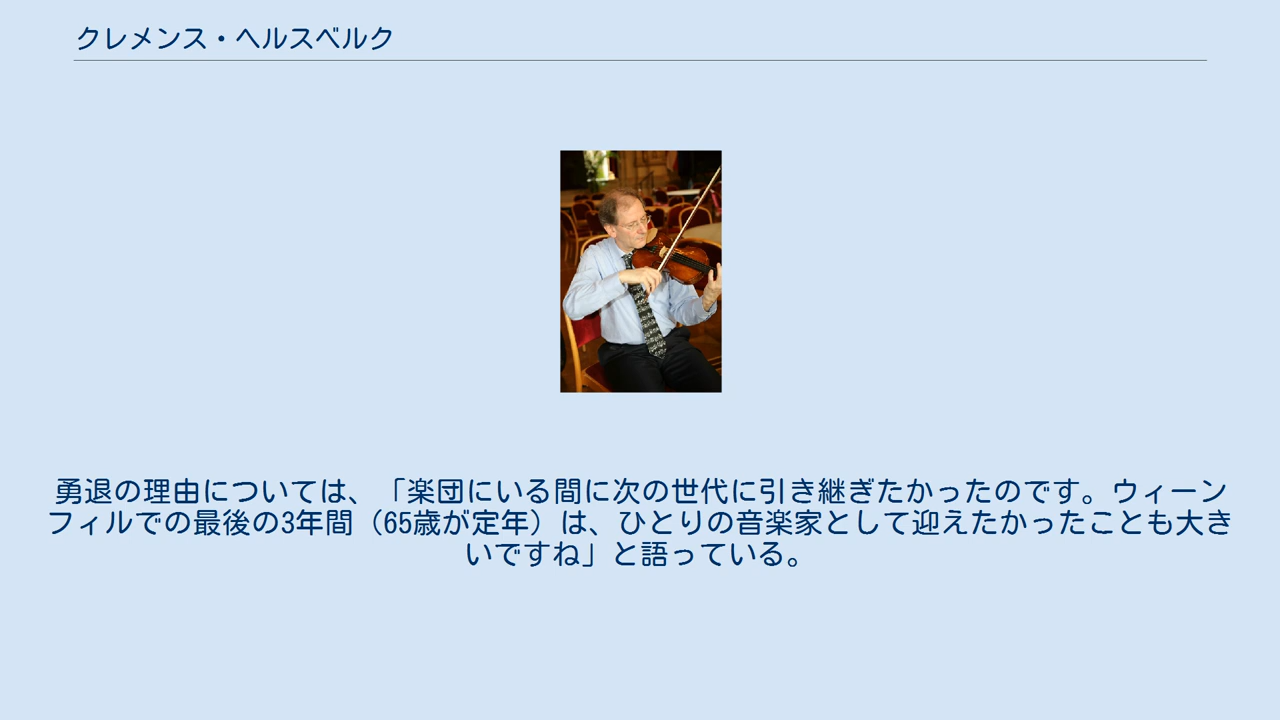 クレメンス・ヘルスベルク
勇退の理由については、「楽団にいる間に次の世代に引き継ぎたかったのです。ウィーン
フィルでの最後の3年間（65歳が定年）は、ひとりの音楽家として迎えたかったことも大き
いですね」と語っている。